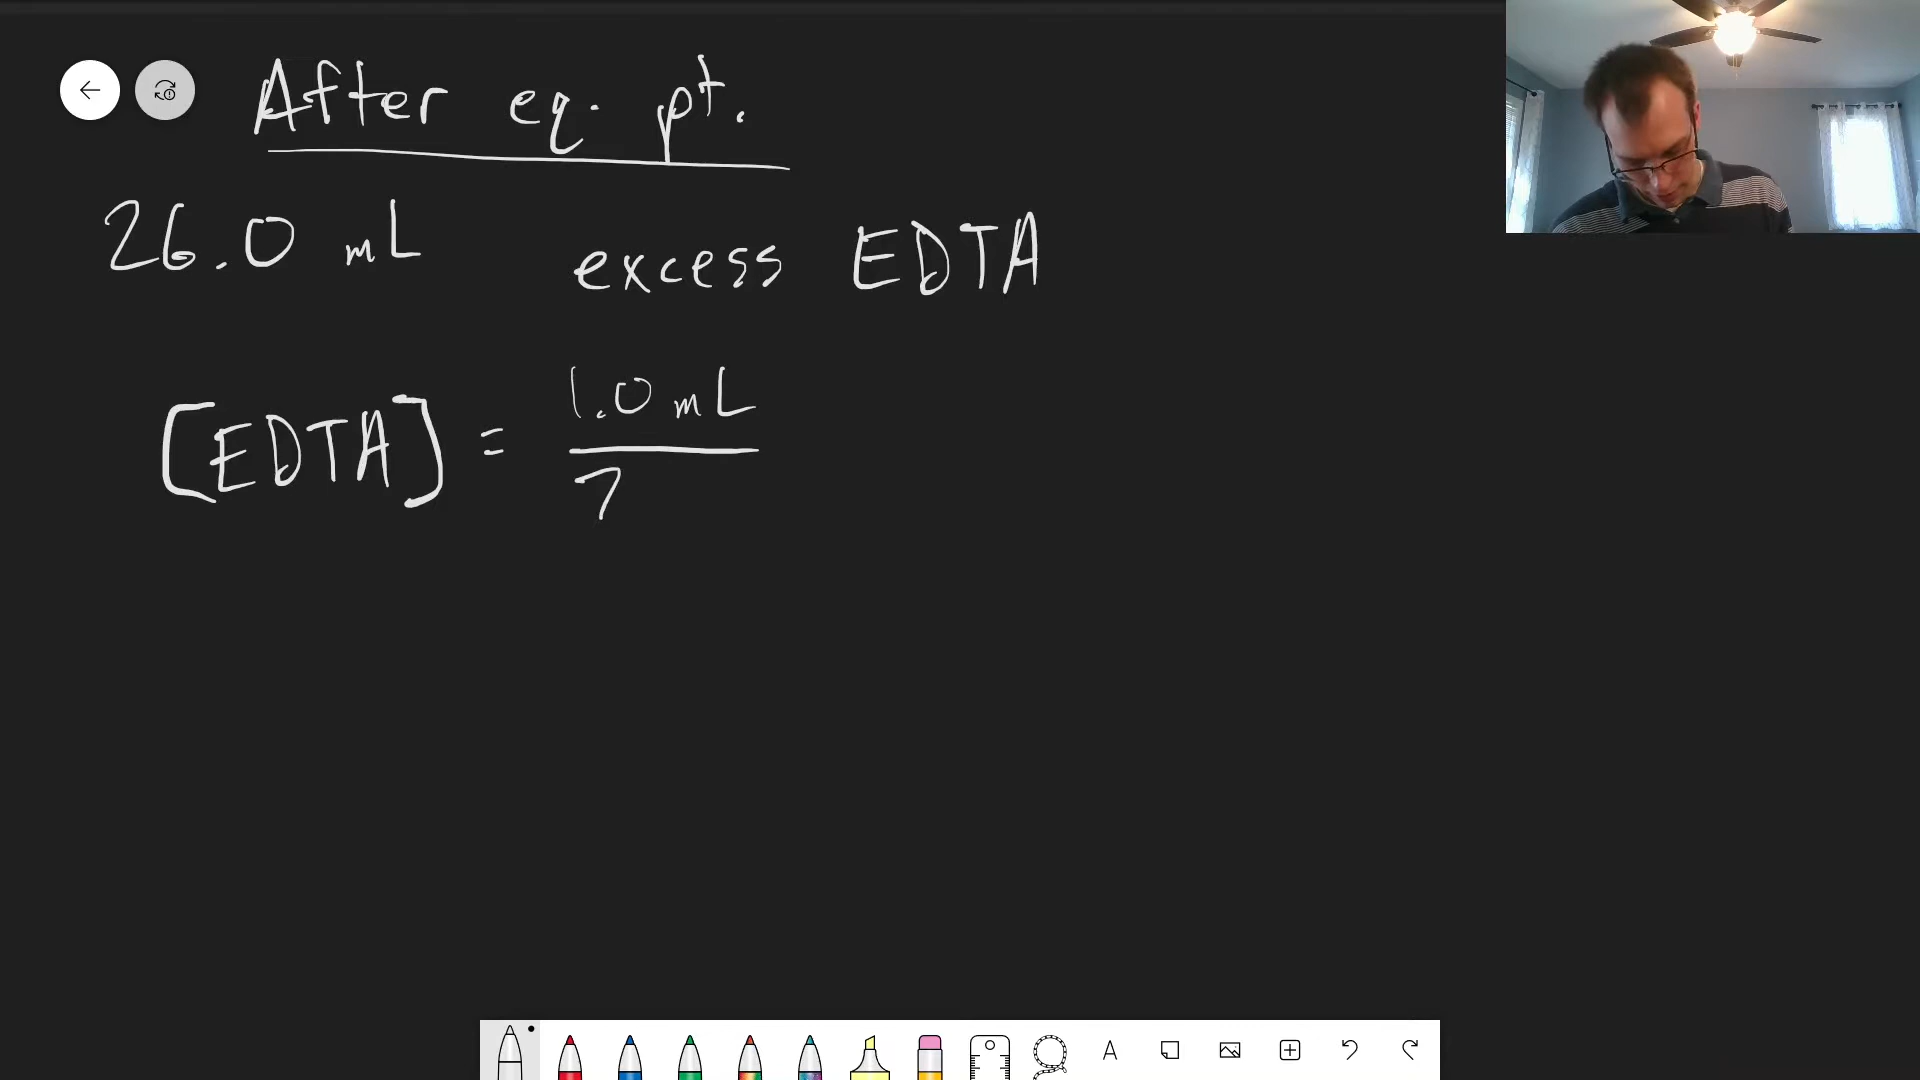 After eq. pt.
26.0 mL excess EDTA
[EDTA] = 1.0 mL
7
A